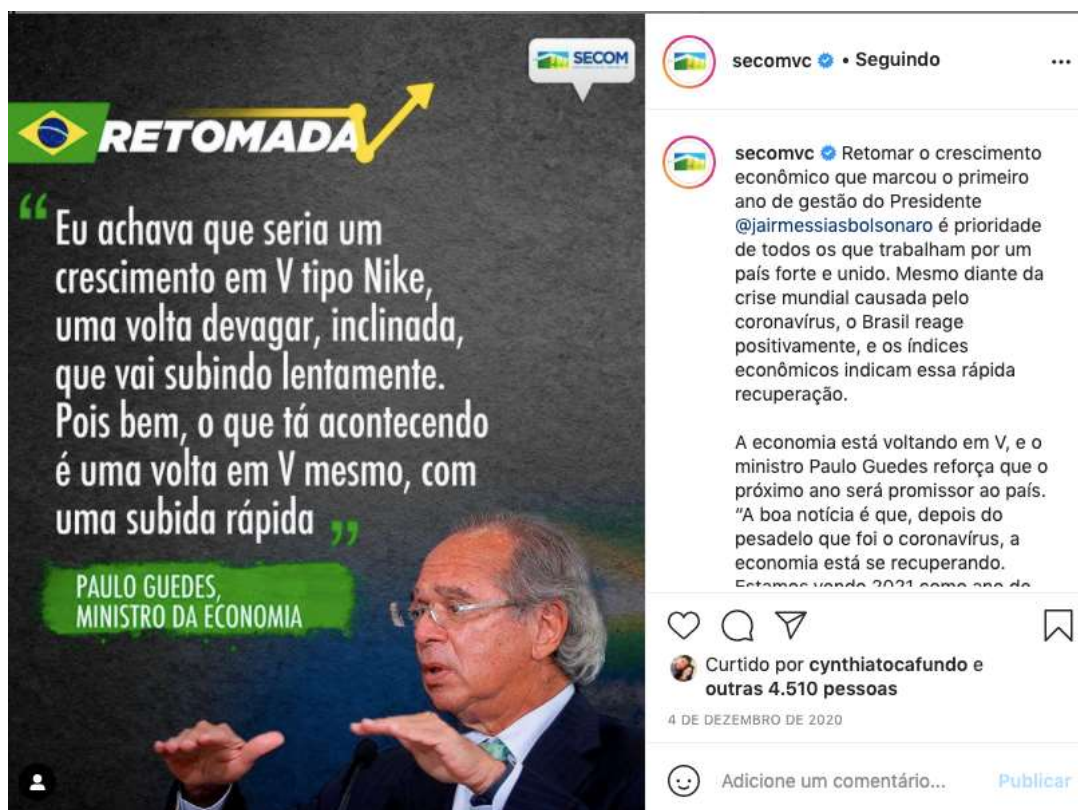 SECOM
RETOMADA
“Eu achava que seria um
crescimento em V tipo Nike,
uma volta devagar, inclinada,
que vai subindo lentamente.
Pois bem, o que tá acontecendo
é uma volta em V mesmo, com
uma subida rápida”
PAULO GUEDES,
MINISTRO DA ECONOMIA
secomvc • Seguindo
secomvc Retomar o crescimento
econômico que marcou o primeiro
ano de gestão do Presidente
@jairmessiasbolsonaro é prioridade
de todos os que trabalham por um
país forte e unido. Mesmo diante da
crise mundial causada pelo
coronavírus, o Brasil reage
positivamente, e os índices
econômicos indicam essa rápida
recuperação.
A economia está voltando em V, e o
ministro Paulo Guedes reforça que o
próximo ano será promissor ao país.
“A boa notícia é que, depois do
pesadelo que foi o coronavírus, a
economia está se recuperando.
Estamos vendo 2021 como ano de
Curtido por cynthiatocafundo e
outras 4.510 pessoas
4 DE DEZEMBRO DE 2020
Adicione um comentário... Publicar